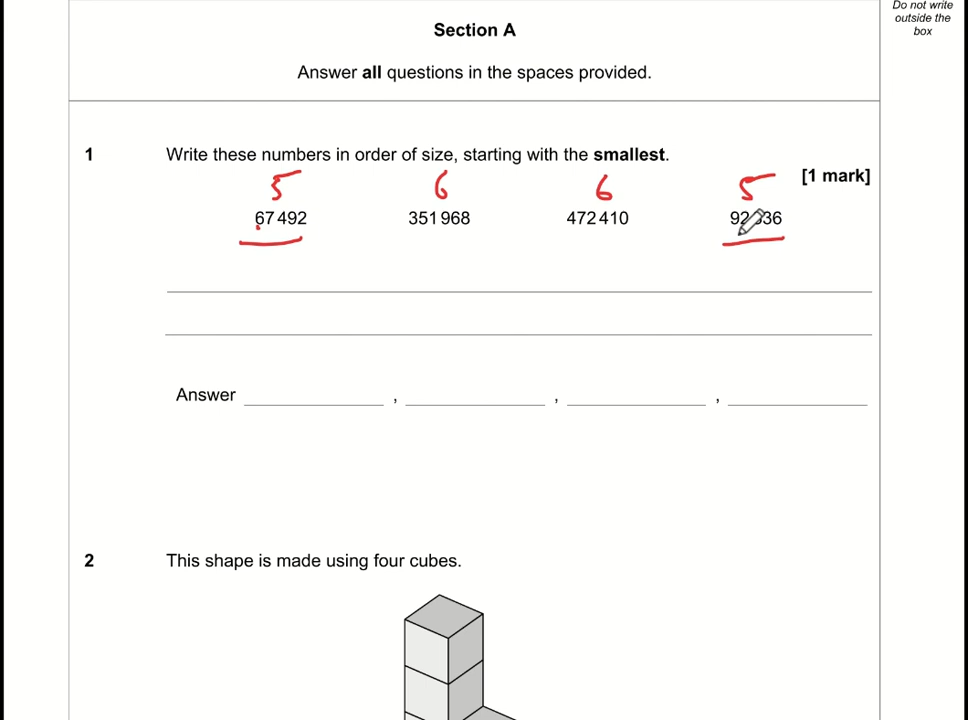 Do not write
outside the
box
Section A
Answer all questions in the spaces provided.
1 Write these numbers in order of size, starting with the smallest.
[1 mark]
5 6 6 5
67 492 351 968 472 410
Answer , , ,
2 This shape is made using four cubes.